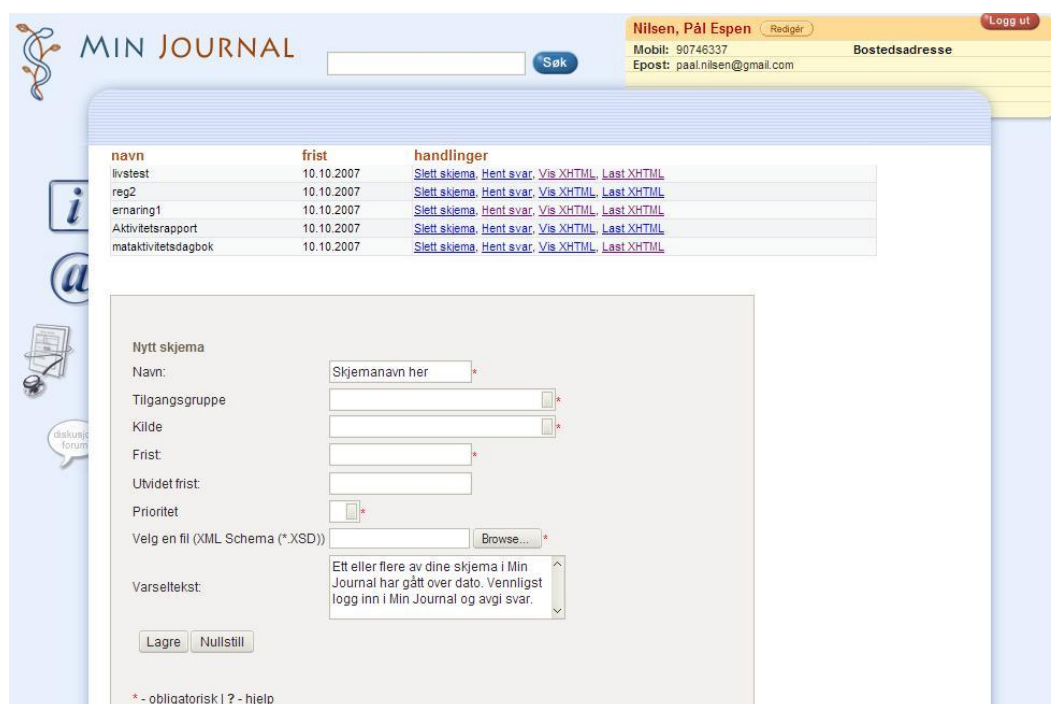 MIN JOURNAL
Søk
Nilsen, Pål Espen Redigér
Logg ut
Mobil: 90746337 Bostedsadresse
Epost: paal.nilsen@gmail.com
navn frist handlinger
livstest 10.10.2007 Slett skjema, Hent svar, Vis XHTML, Last XHTML
reg2 10.10.2007 Slett skjema, Hent svar, Vis XHTML, Last XHTML
ernaring1 10.10.2007 Slett skjema, Hent svar, Vis XHTML, Last XHTML
Aktivitetsrapport 10.10.2007 Slett skjema, Hent svar, Vis XHTML, Last XHTML
mataktivitetsdagbok 10.10.2007 Slett skjema, Hent svar, Vis XHTML, Last XHTML
i
@
diskusjo
forum
Nytt skjema
Navn: Skjemanavn her *
Tilgangsgruppe *
Kilde *
Frist: *
Utvidet frist:
Prioritet *
Velg en fil (XML Schema (*.XSD)) Browse... *
Varseltekst:
Ett eller flere av dine skjema i Min
Journal har gått over dato. Vennligst
logg inn i Min Journal og avgi svar.
Lagre Nullstill
* - obligatorisk | ? - hjelp